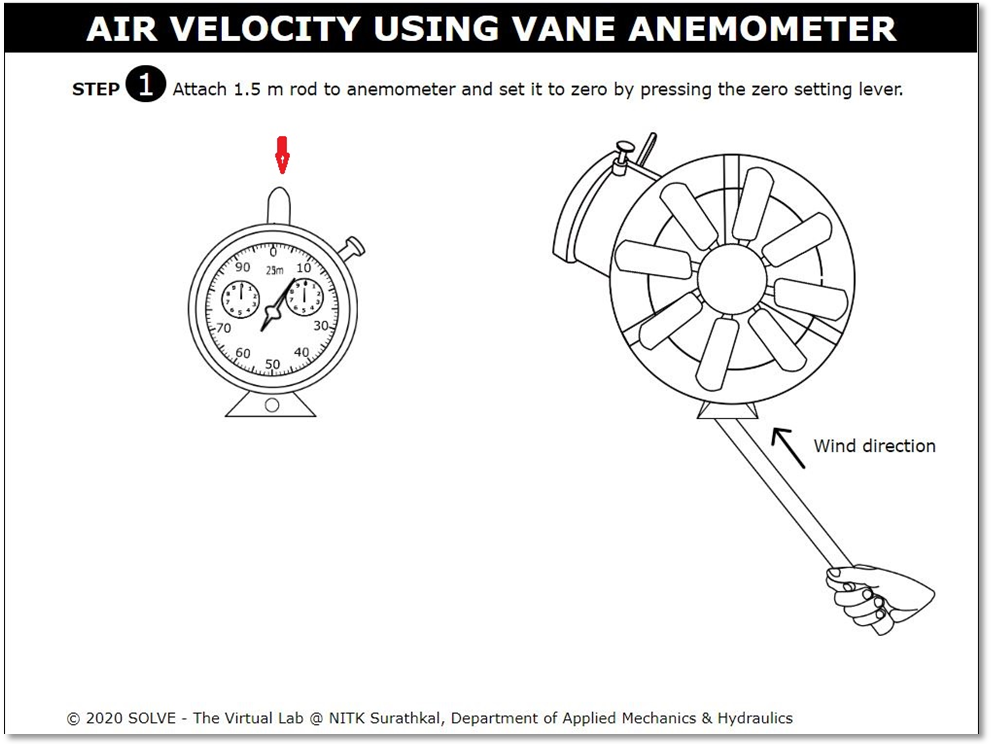 AIR VELOCITY USING VANE ANEMOMETER
STEP 1 Attach 1.5 m rod to anemometer and set it to zero by pressing the zero setting lever.
0
90 25m 10
70 30
60 40
50
Wind direction
© 2020 SOLVE - The Virtual Lab @ NITK Surathkal, Department of Applied Mechanics & Hydraulics